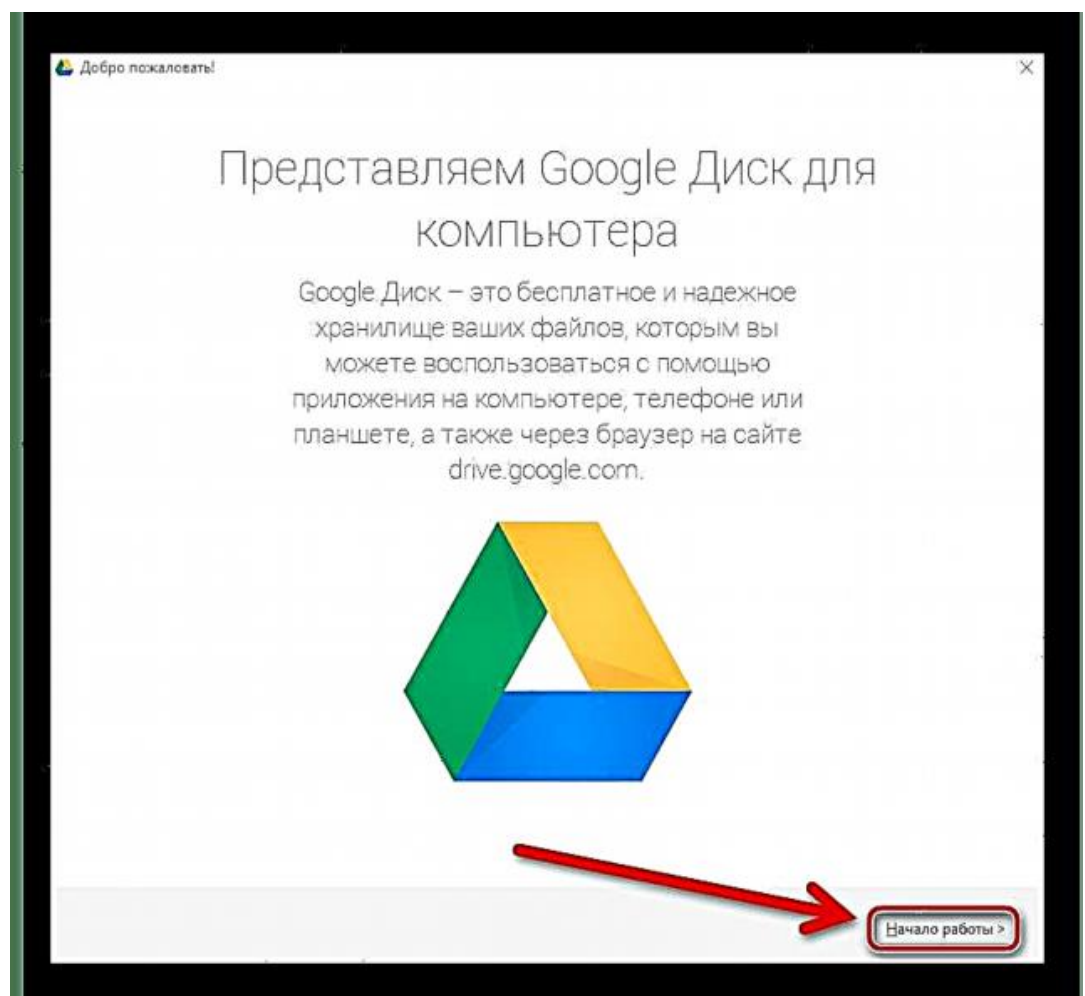 Добро пожаловать!
Представляем Google Диск для
компьютера
Google Диск – это бесплатное и надежное
хранилище ваших файлов, которым вы
можете воспользоваться с помощью
приложения на компьютере, телефоне или
планшете, а также через браузер на сайте
drive.google.com.
Начало работы >